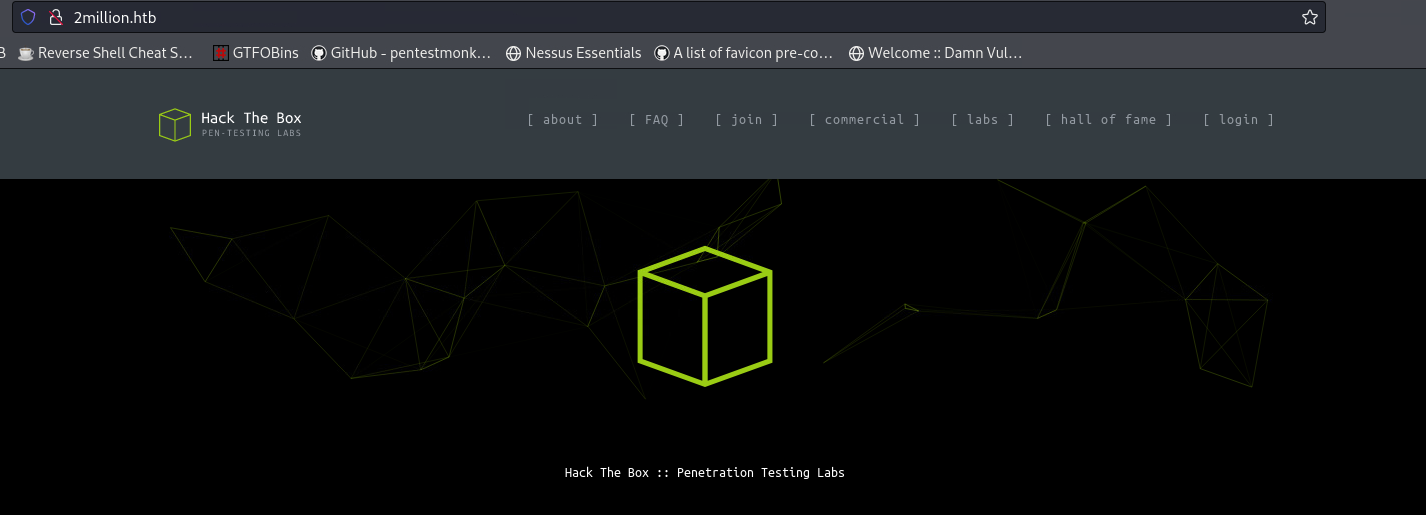 2million.htb
Reverse Shell Cheat S… GTFOBins GitHub - pentestmonk… Nessus Essentials A list of favicon pre-co… Welcome :: Damn Vul…
Hack The Box
PEN-TESTING LABS
[ about ] [ FAQ ] [ join ] [ commercial ] [ labs ] [ hall of fame ] [ login ]
Hack The Box :: Penetration Testing Labs